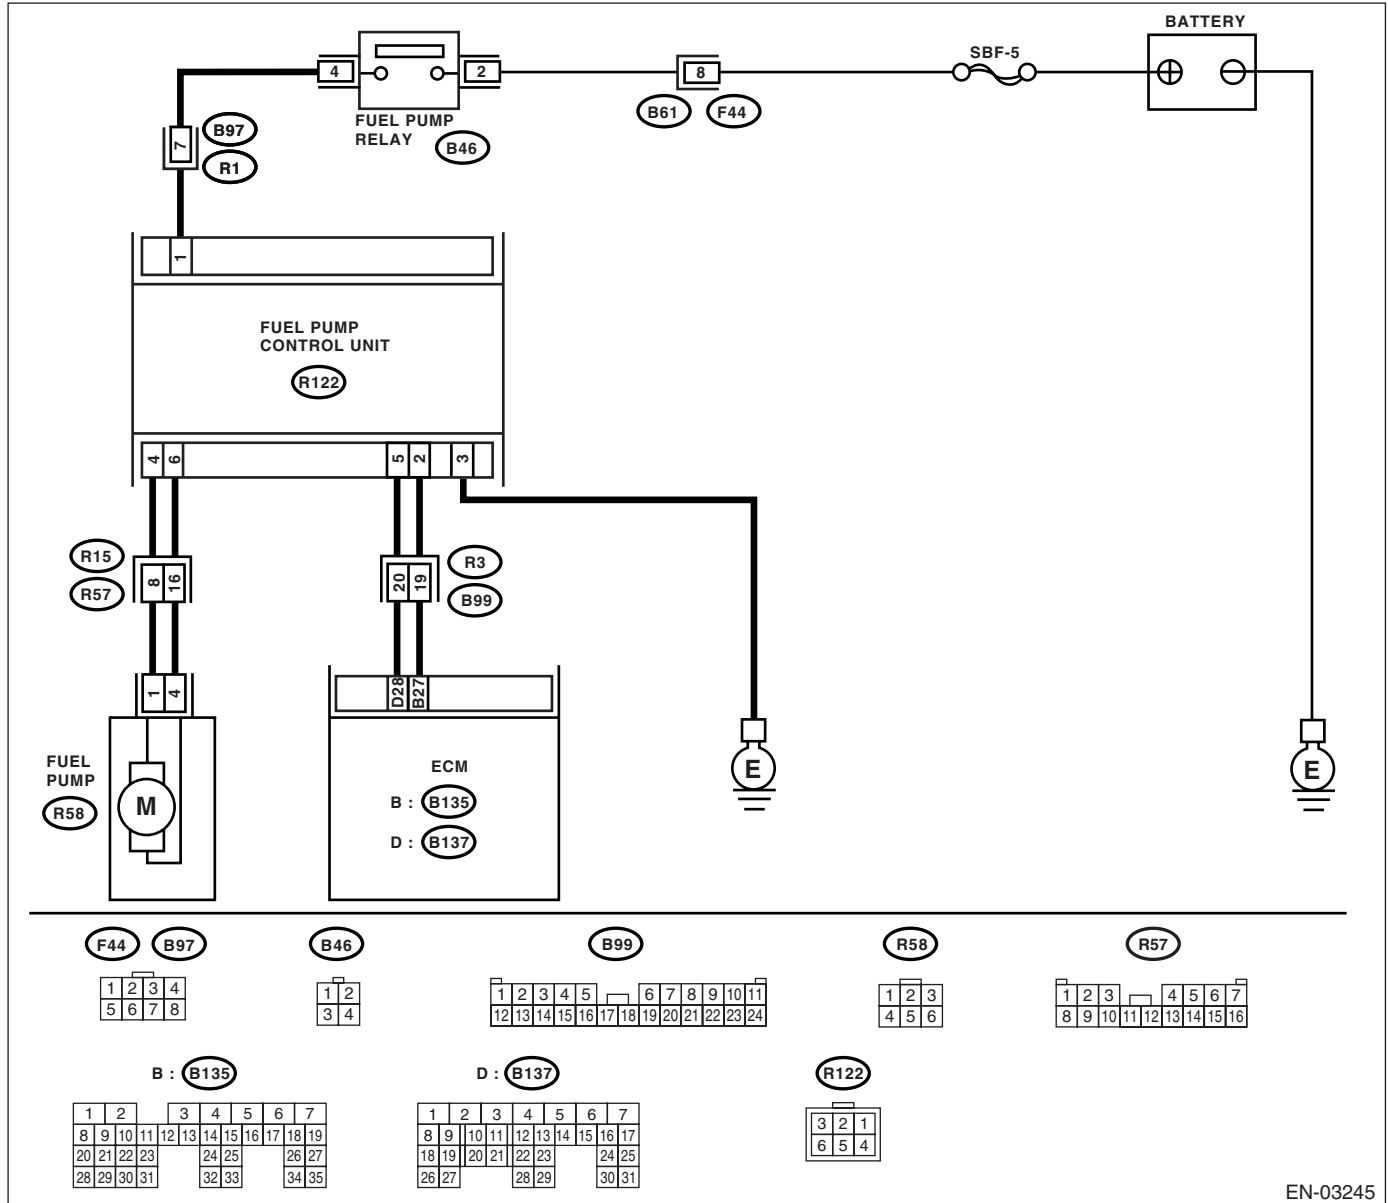 BATTERY
SBF-5
4
2
8
B61
F44
FUEL PUMP
RELAY
B46
7
B97
R1
1
FUEL PUMP
CONTROL UNIT
R122
4 6 5 2 3
R15
R57
8 16
20 19
R3
B99
1 4
D28 B27
FUEL
PUMP
R58
M
ECM
B : B135
D : B137
E
E
F44 B97 B46 B99 R58 R57
1 2 3 4
5 6 7 8
1 2
3 4
1 2 3 4 5 6 7 8 9 10 11
12 13 14 15 16 17 18 19 20 21 22 23 24
1 2 3
4 5 6
1 2 3 4 5 6 7
8 9 10 11 12 13 14 15 16
B : B135
D : B137
R122
1 2 3 4 5 6 7
8 9 10 11 12 13 14 15 16 17 18 19
20 21 22 23 24 25 26 27
28 29 30 31 32 33 34 35
1 2 3 4 5 6 7
8 9 10 11 12 13 14 15 16 17
18 19 20 21 22 23 24 25
26 27 28 29 30 31
3 2 1
6 5 4
EN-03245